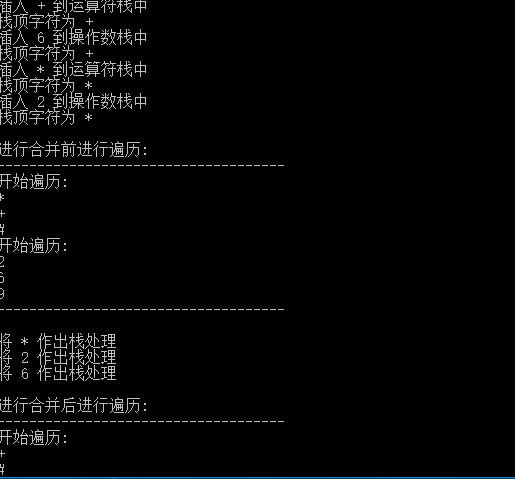 插入 + 到运算符栈中
栈顶字符为 +
插入 6 到操作数栈中
栈顶字符为 +
插入 * 到运算符栈中
栈顶字符为 *
插入 2 到操作数栈中
栈顶字符为 *
进行合并前进行遍历:
------------------------------------
开始遍历:
*
+
#
开始遍历:
2
6
9
------------------------------------
将 * 作出栈处理
将 2 作出栈处理
将 6 作出栈处理
进行合并后进行遍历:
------------------------------------
开始遍历:
+
#